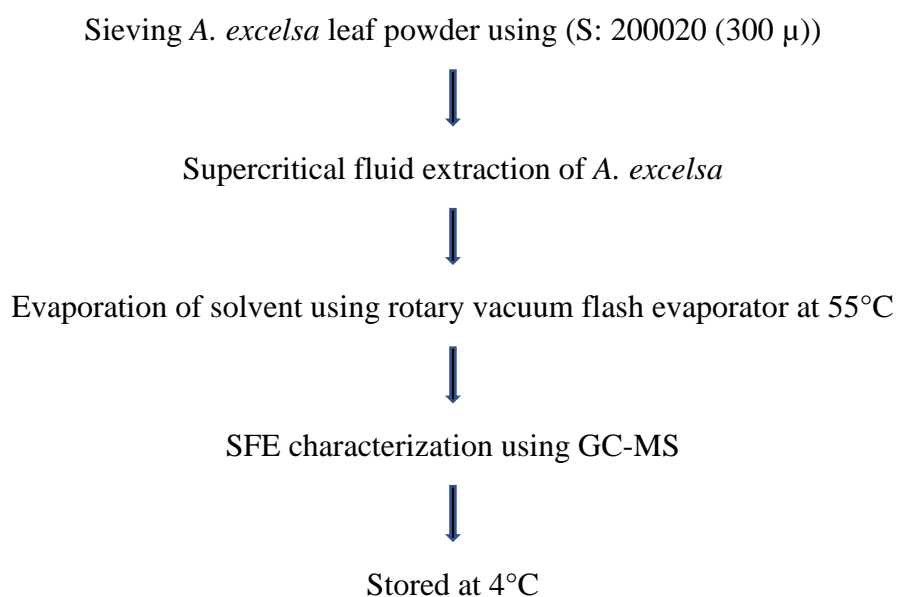 Sieving A. excelsa leaf powder using (S: 200020 (300 µ))
Supercritical fluid extraction of A. excelsa
Evaporation of solvent using rotary vacuum flash evaporator at 55°C
SFE characterization using GC-MS
Stored at 4°C